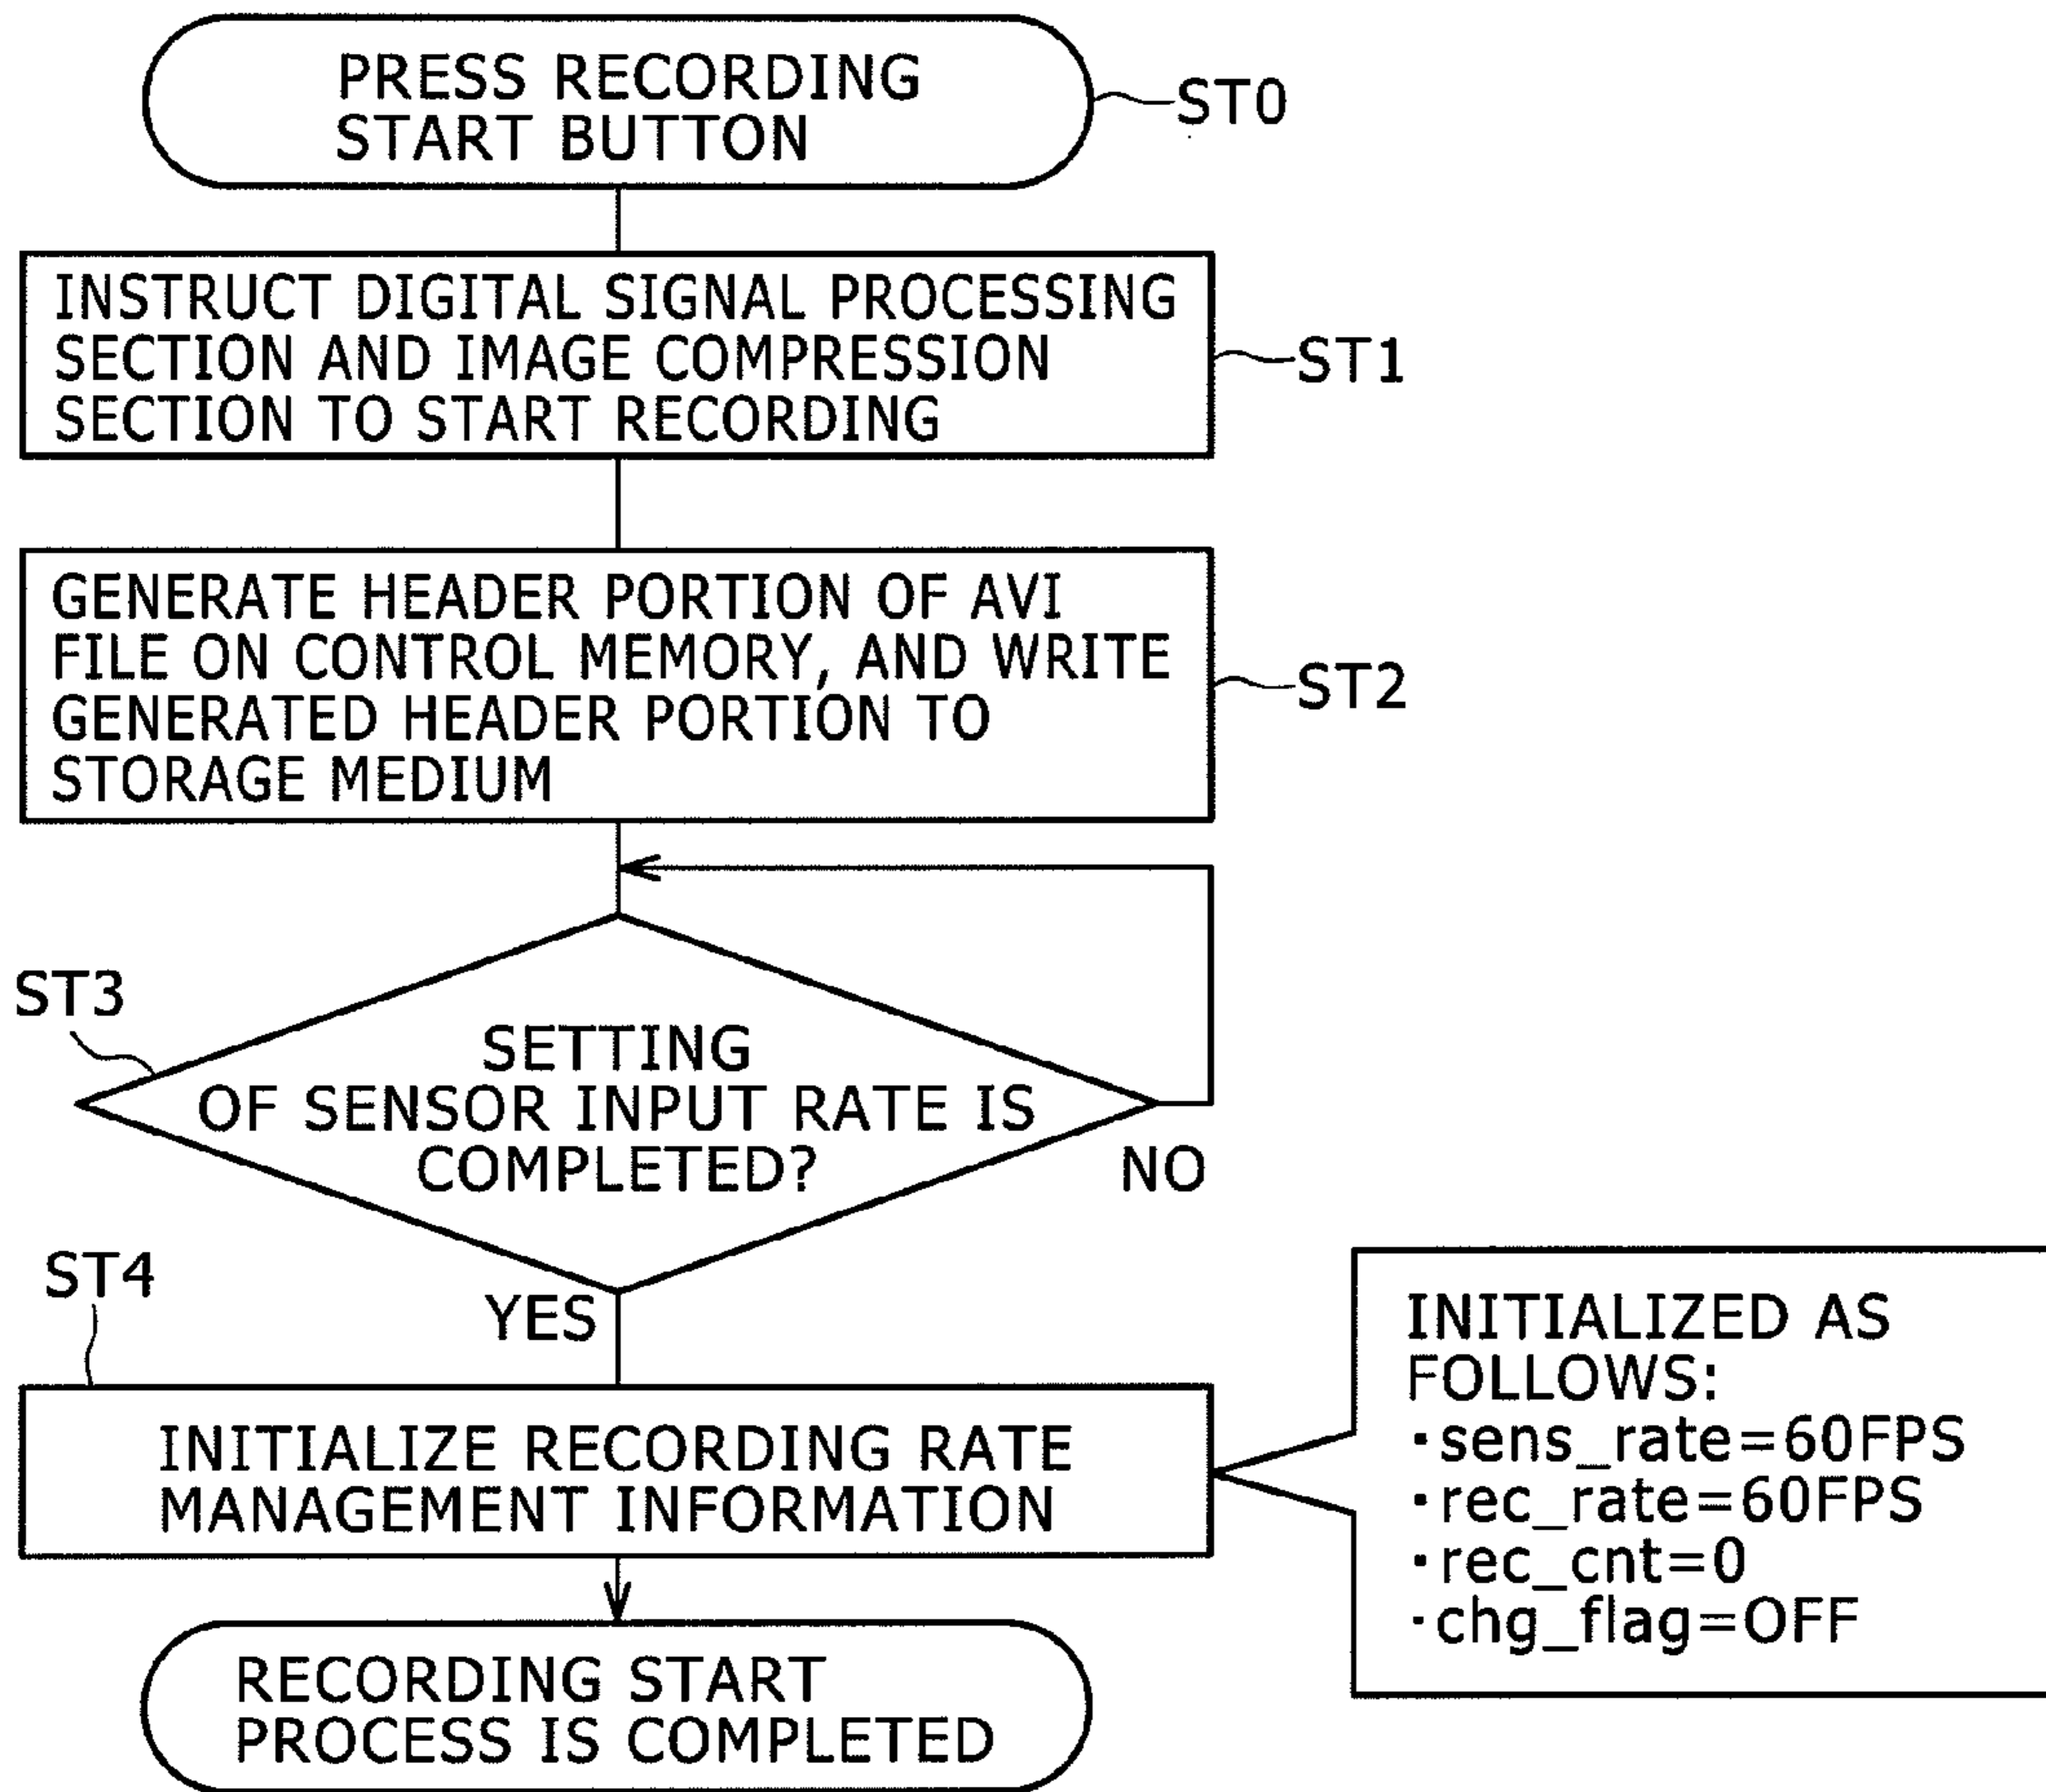 PRESS RECORDING
START BUTTON
ST0
INSTRUCT DIGITAL SIGNAL PROCESSING
SECTION AND IMAGE COMPRESSION
SECTION TO START RECORDING
ST1
GENERATE HEADER PORTION OF AVI
FILE ON CONTROL MEMORY, AND WRITE
GENERATED HEADER PORTION TO
STORAGE MEDIUM
ST2
ST3
SETTING
OF SENSOR INPUT RATE IS
COMPLETED?
NO
YES
ST4
INITIALIZE RECORDING RATE
MANAGEMENT INFORMATION
INITIALIZED AS
FOLLOWS:
·sens_rate=60FPS
·rec_rate=60FPS
·rec_cnt=0
·chg_flag=OFF
RECORDING START
PROCESS IS COMPLETED